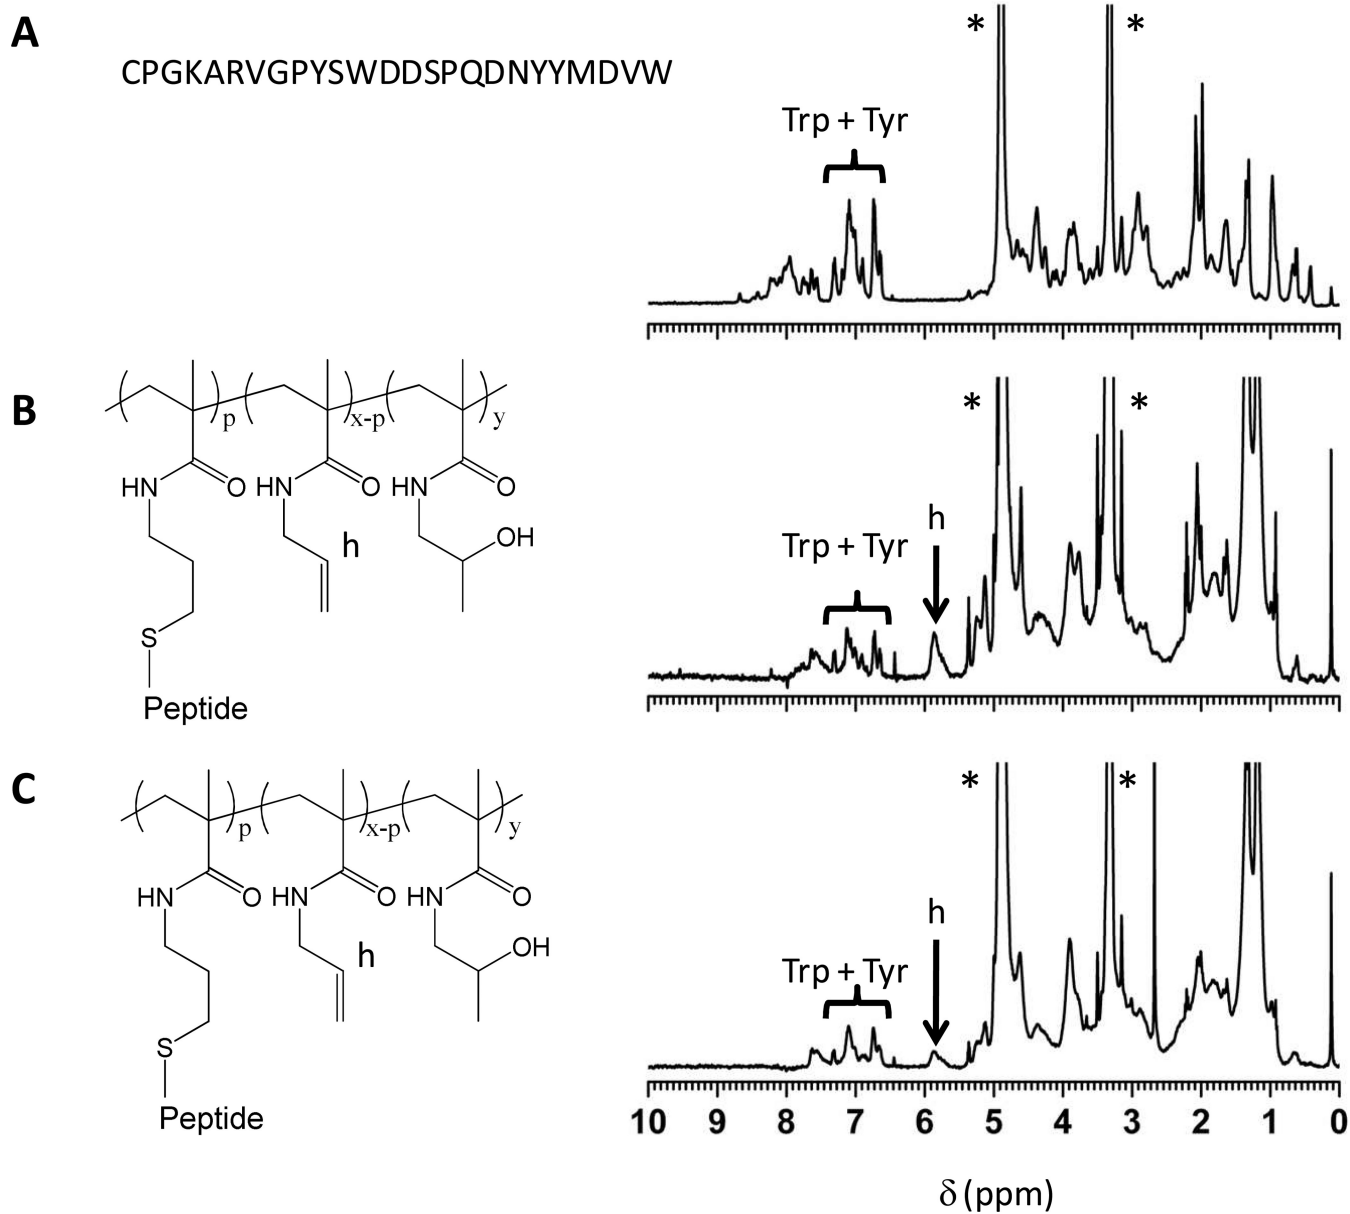 A
CPGKARVGPYSWDDSPQDNYYMDVW
* *
Trp + Tyr
B
p x-p y
HN O HN O HN O
h OH
S
Peptide
* *
h
Trp + Tyr
C
p x-p y
HN O HN O HN O
h OH
S
Peptide
* *
h
Trp + Tyr
10 9 8 7 6 5 4 3 2 1 0
δ (ppm)